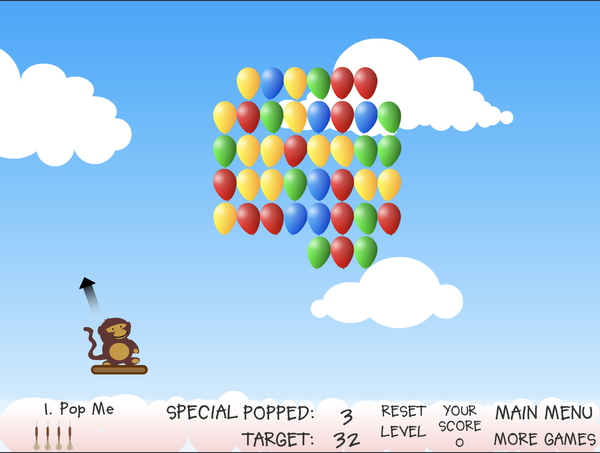 1. Pop Me
SPECIAL POPPED: 3
TARGET: 32
RESET
LEVEL
YOUR
SCORE
0
MAIN MENU
MORE GAMES